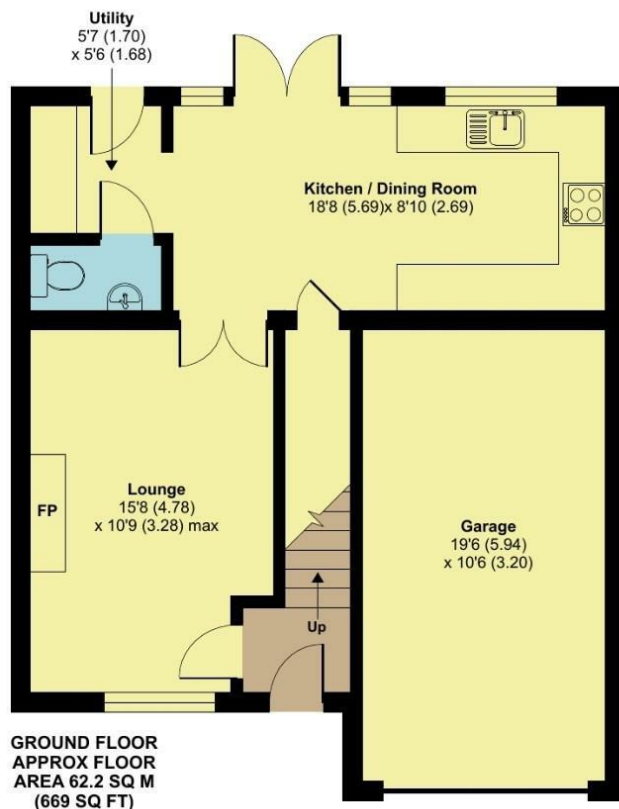 Utility
5'7 (1.70)
x 5'6 (1.68)
Kitchen / Dining Room
18'8 (5.69)x 8'10 (2.69)
Lounge
15'8 (4.78)
x 10'9 (3.28) max
FP
Garage
19'6 (5.94)
x 10'6 (3.20)
Up
GROUND FLOOR
APPROX FLOOR
AREA 62.2 SQ M
(669 SQ FT)